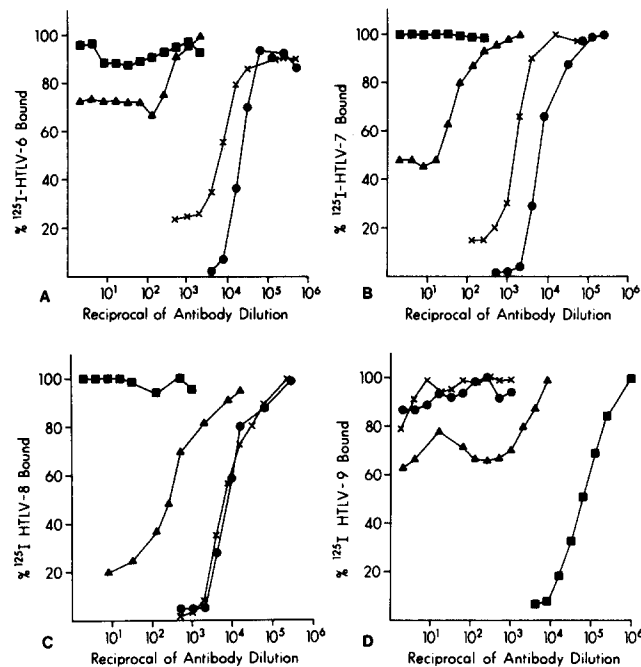 % ¹²⁵I-HTLV-6 Bound
100
80
60
40
20
10¹ 10² 10³ 10⁴ 10⁵ 10⁶
A
Reciprocal of Antibody Dilution
% ¹²⁵I-HTLV-7 Bound
100
80
60
40
20
10¹ 10² 10³ 10⁴ 10⁵ 10⁶
B
Reciprocal of Antibody Dilution
% ¹²⁵I HTLV-8 Bound
100
80
60
40
20
10¹ 10² 10³ 10⁴ 10⁵ 10⁶
C
Reciprocal of Antibody Dilution
% ¹²⁵I HTLV-9 Bound
100
80
60
40
20
10¹ 10² 10³ 10⁴ 10⁵ 10⁶
D
Reciprocal of Antibody Dilution